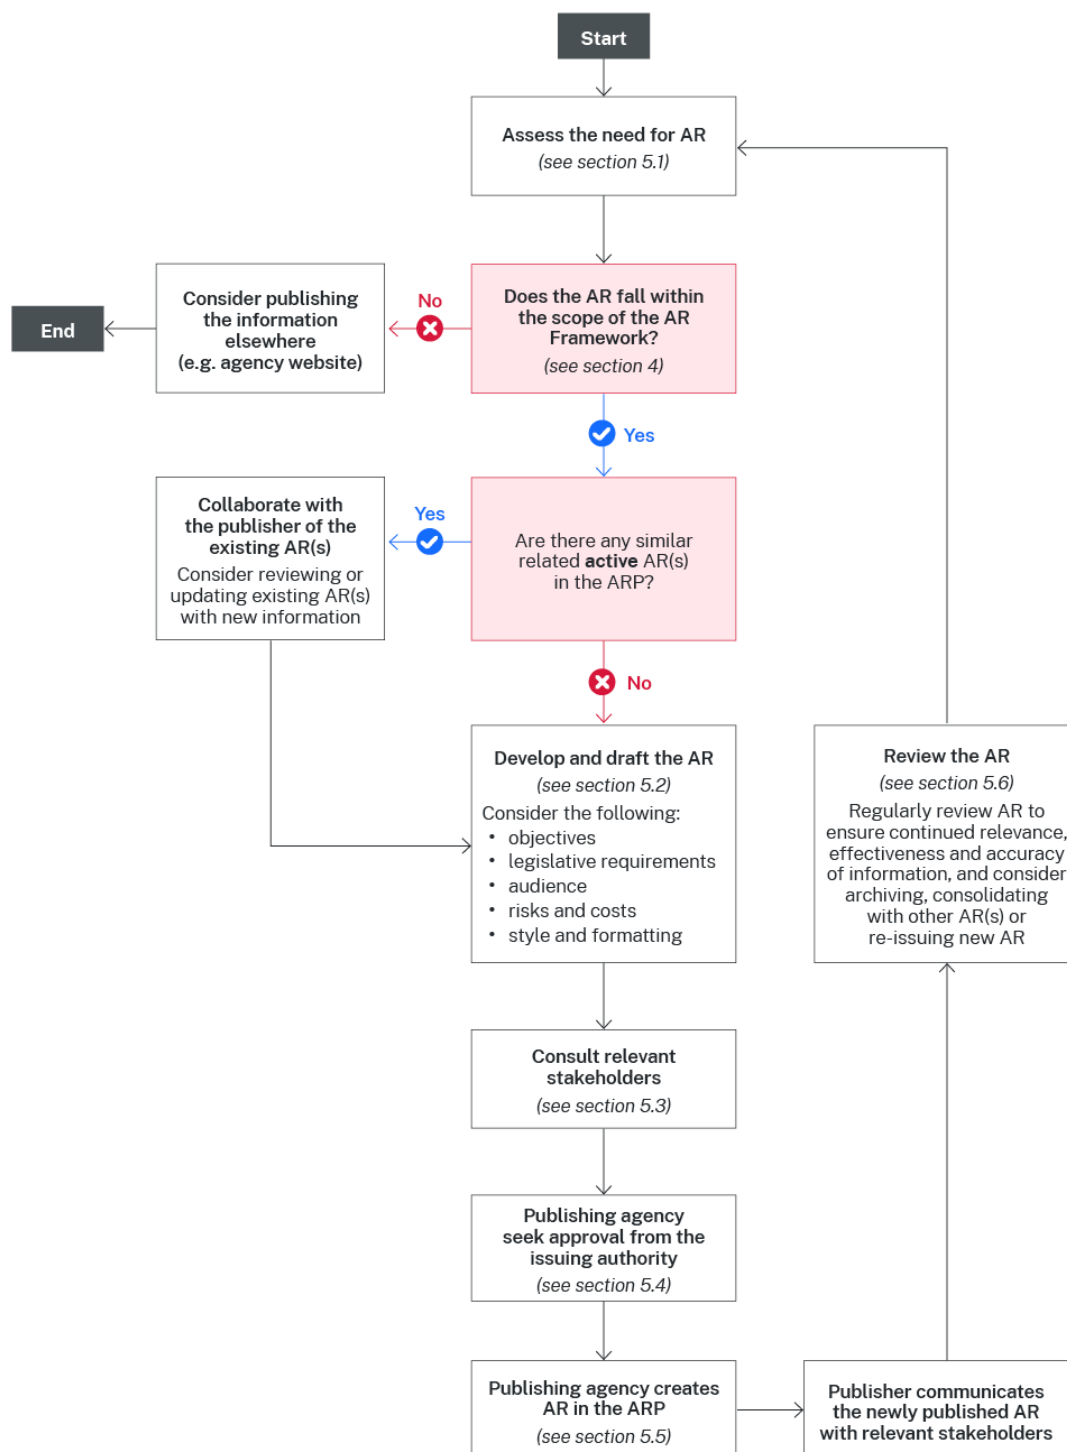 Start
Assess the need for AR
(see section 5.1)
Does the AR fall within
the scope of the AR
Framework?
(see section 4)
No
Consider publishing
the information
elsewhere
(e.g. agency website)
End
Yes
Are there any similar
related active AR(s)
in the ARP?
Yes
Collaborate with
the publisher of the
existing AR(s)
Consider reviewing or
updating existing AR(s)
with new information
No
Develop and draft the AR
(see section 5.2)
Consider the following:
• objectives
• legislative requirements
• audience
• risks and costs
• style and formatting
Consult relevant
stakeholders
(see section 5.3)
Publishing agency
seek approval from the
issuing authority
(see section 5.4)
Publishing agency creates
AR in the ARP
(see section 5.5)
Publisher communicates
the newly published AR
with relevant stakeholders
Review the AR
(see section 5.6)
Regularly review AR to
ensure continued relevance,
effectiveness and accuracy
of information, and consider
archiving, consolidating
with other AR(s) or
re-issuing new AR